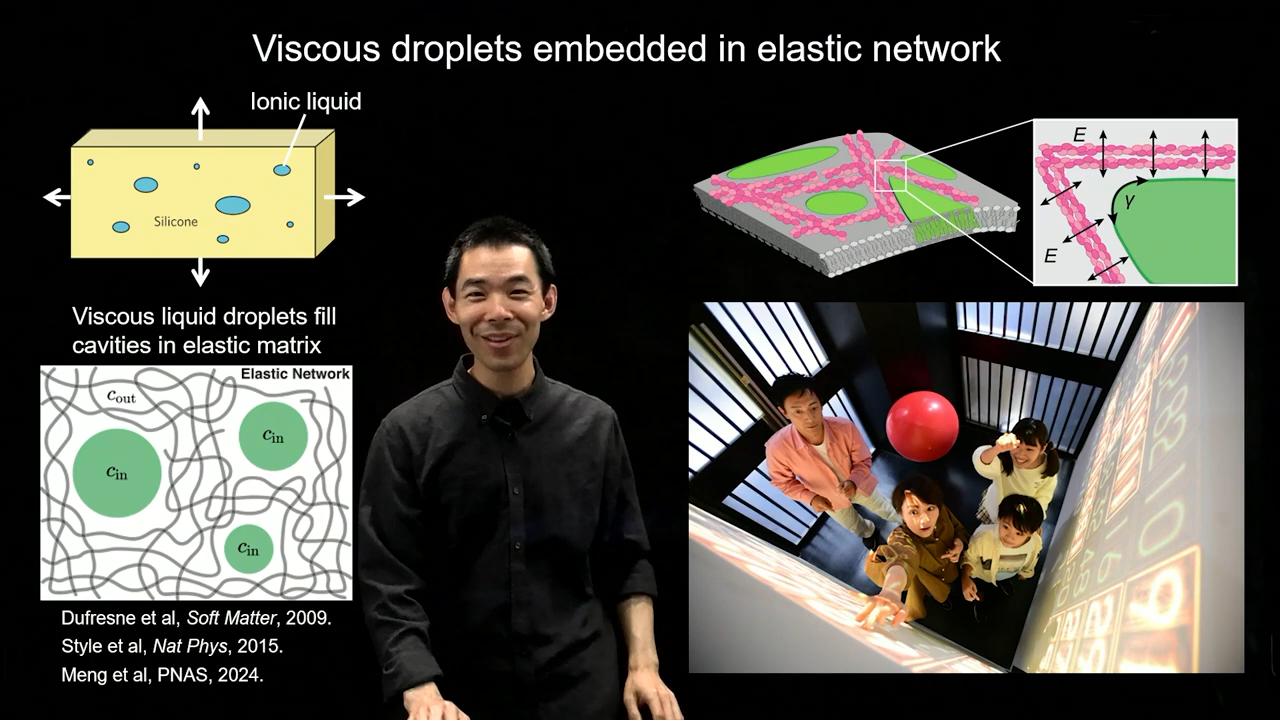 Viscous droplets embedded in elastic network
Ionic liquid
Silicone
Viscous liquid droplets fill
cavities in elastic matrix
Elastic Network
cout
cin
cin
cin
Dufresne et al, Soft Matter, 2009.
Style et al, Nat Phys, 2015.
Meng et al, PNAS, 2024.
E
γ
E